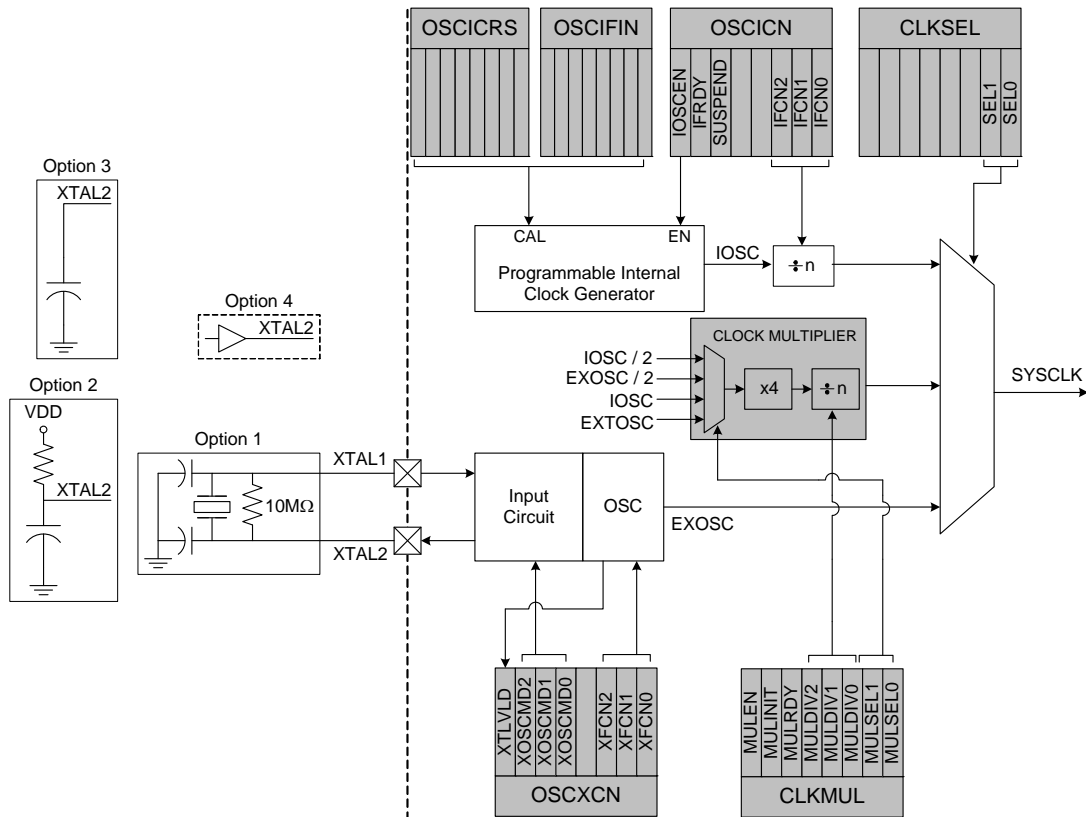 OSCICRS
OSCIFIN
OSCICN
CLKSEL
IOSCEN
IFRDY
SUSPEND
IFCN2
IFCN1
IFCN0
SEL1
SEL0
Option 3
XTAL2
CAL
EN
Programmable Internal
Clock Generator
IOSC
÷n
Option 4
XTAL2
CLOCK MULTIPLIER
IOSC / 2
EXOSC / 2
IOSC
EXTOSC
x4
÷n
SYSCLK
Option 2
VDD
XTAL2
Option 1
10MΩ
XTAL1
XTAL2
Input
Circuit
OSC
EXOSC
XTLVLD
XOSCMD2
XOSCMD1
XOSCMD0
XFCN2
XFCN1
XFCN0
OSCXCN
MULEN
MULINIT
MULRDY
MULDIV2
MULDIV1
MULDIV0
MULSEL1
MULSEL0
CLKMUL